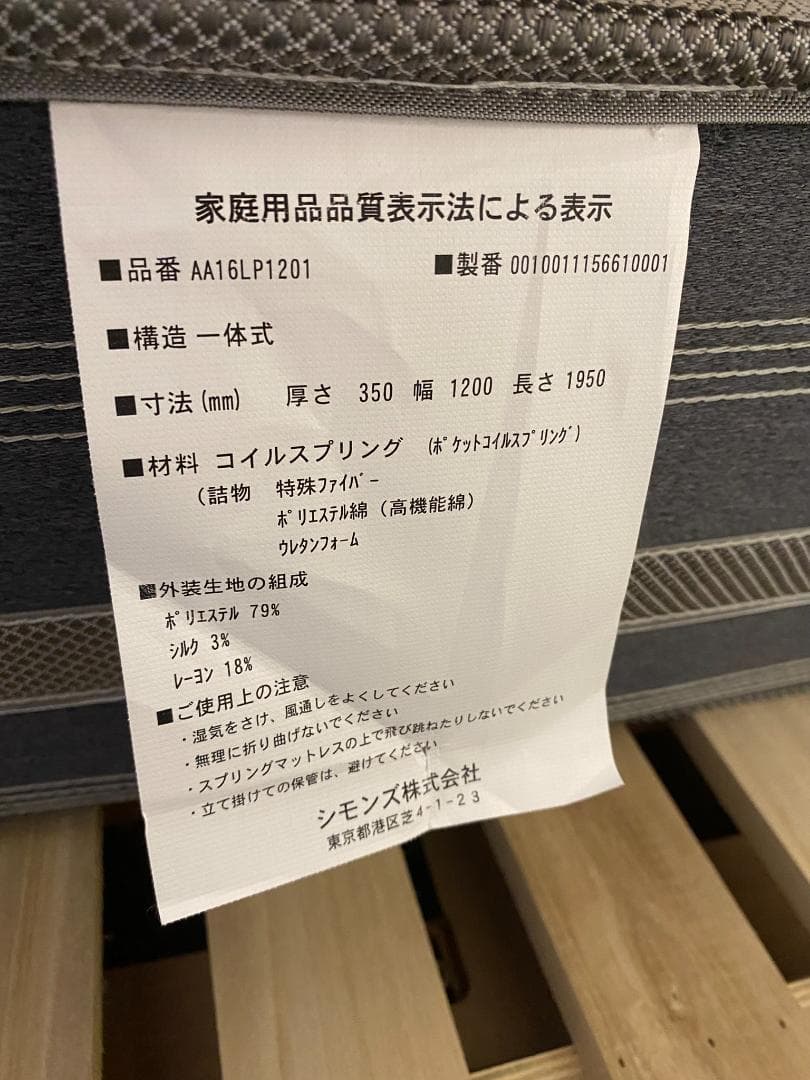 家庭用品品質表示法による表示
■品番 AA16LP1201 ■製番 0010011156610001
■構造 一体式
■寸法(mm) 厚さ 350 幅 1200 長さ 1950
■材料 コイルスプリング (ﾎﾟｹｯﾄｺｲﾙｽﾌﾟﾘﾝｸﾞ)
(詰物 特殊ﾌｧｲﾊﾞｰ
ﾎﾟﾘｴｽﾃﾙ綿(高機能綿)
ｳﾚﾀﾝﾌｫｰﾑ
■外装生地の組成
ﾎﾟﾘｴｽﾃﾙ 79%
ｼﾙｸ 3%
ﾚｰﾖﾝ 18%
■ご使用上の注意
・湿気をさけ、風通しをよくしてください
・無理に折り曲げないでください
・スプリングマットレスの上で飛び跳ねたりしないでください
・立て掛けての保管は、避けてください
シモンズ株式会社
東京都港区芝4-1-23